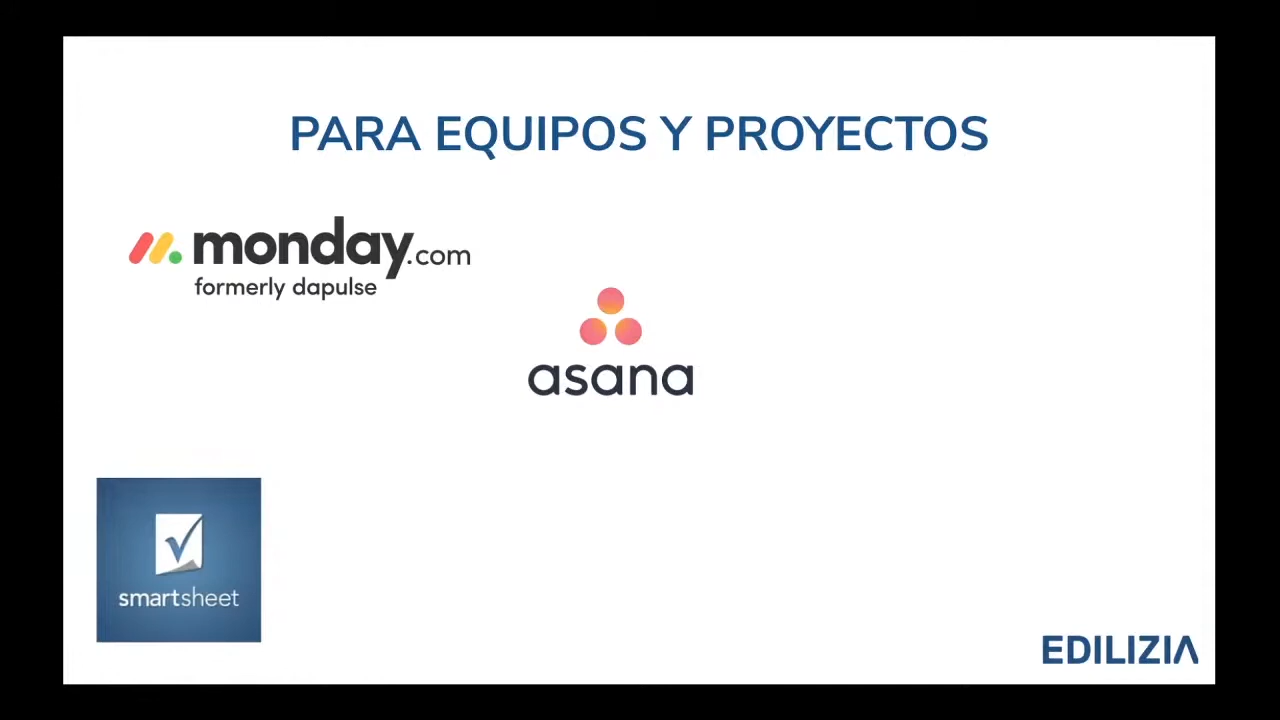 PARA EQUIPOS Y PROYECTOS
monday.com
formerly dapulse
asana
smartsheet
EDILIZIA